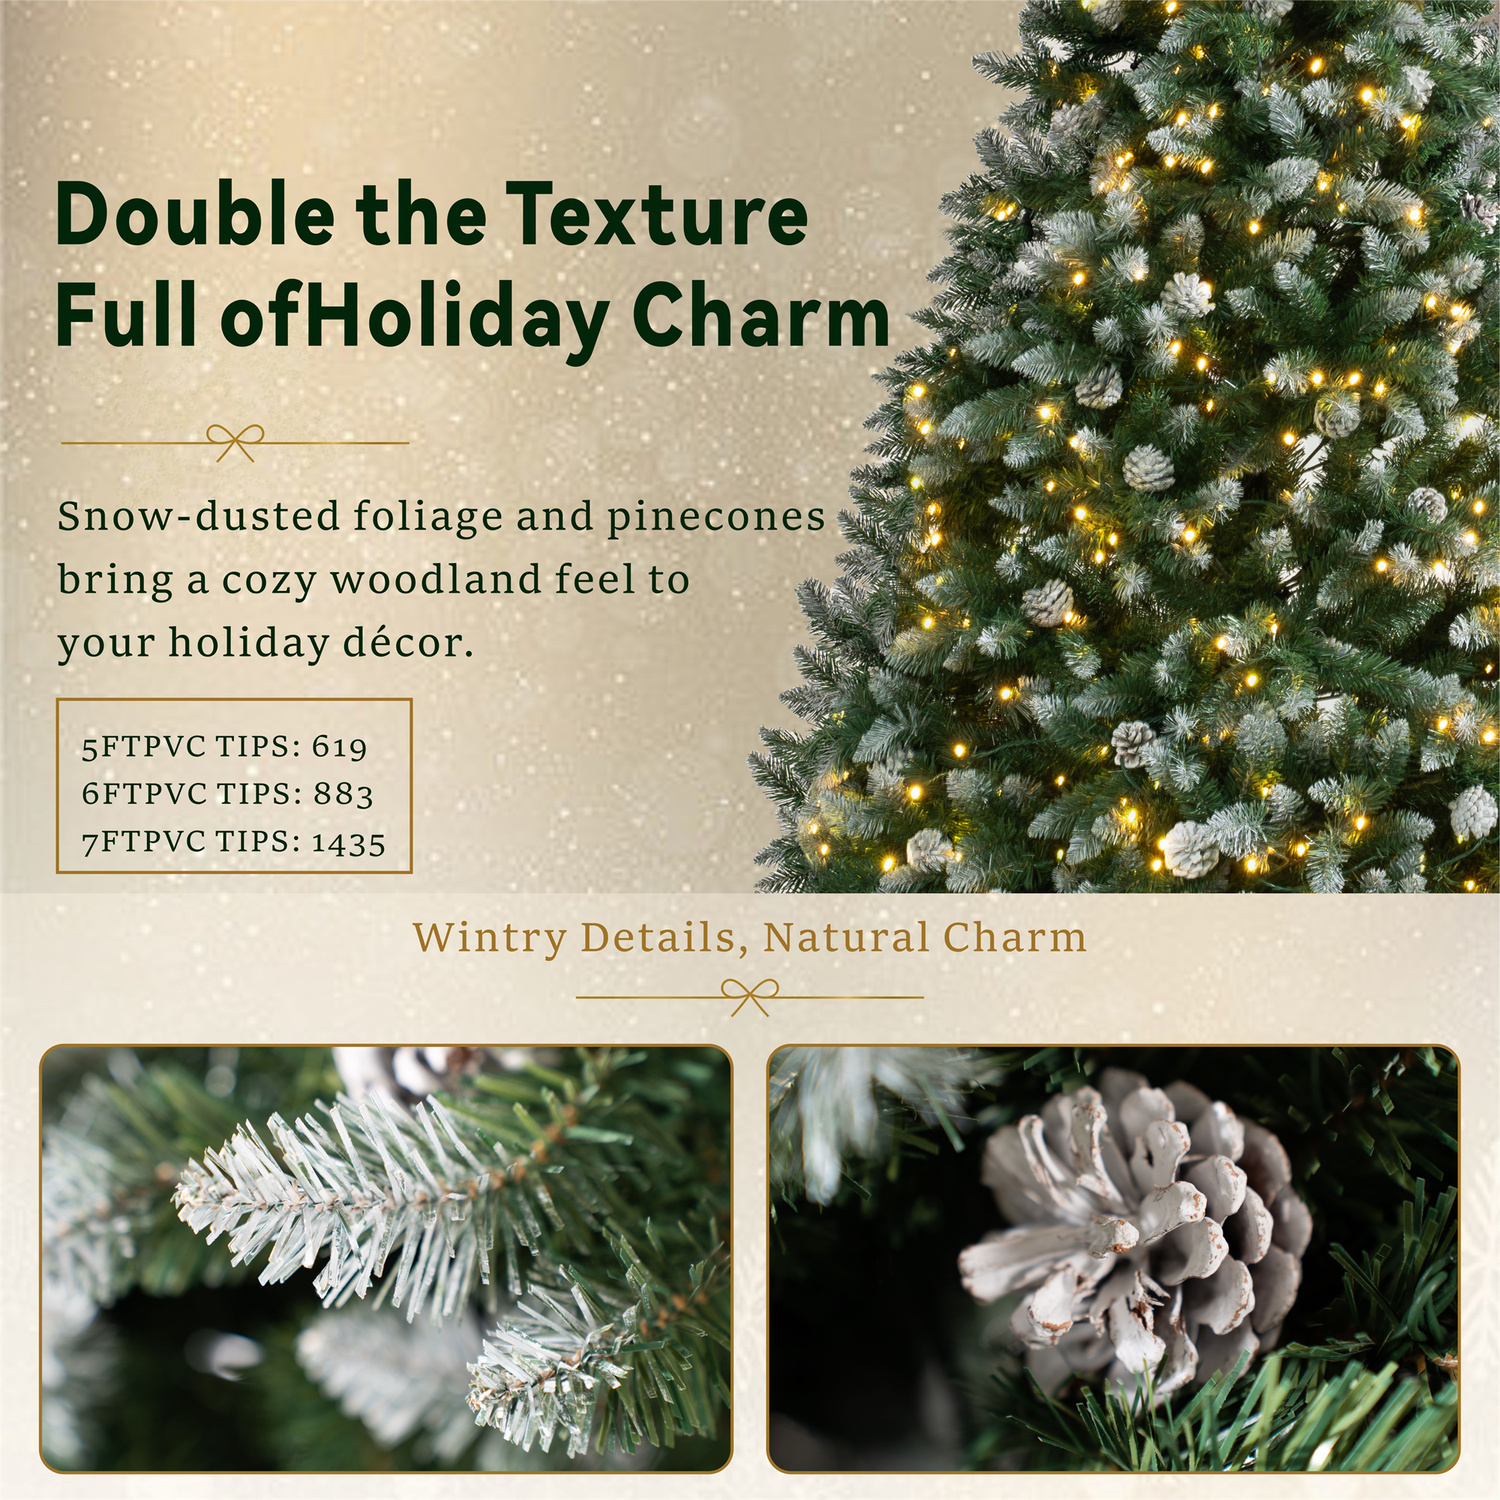 Double the Texture
Full ofHoliday Charm
Snow-dusted foliage and pinecones
bring a cozy woodland feel to
your holiday décor.
5FTPVC TIPS: 619
6FTPVC TIPS: 883
7FTPVC TIPS: 1435
Wintry Details, Natural Charm